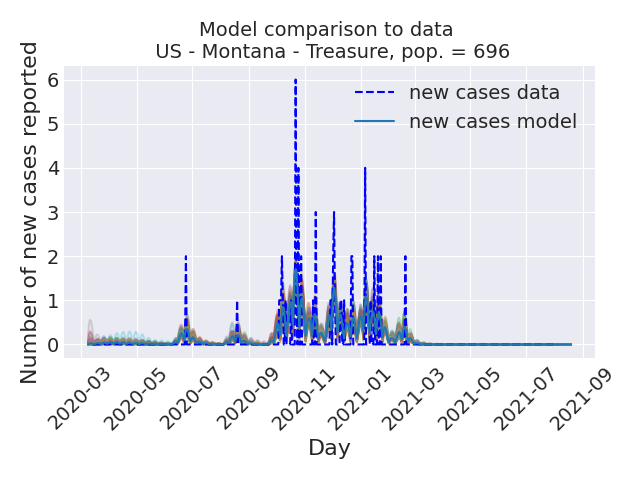 Model comparison to data
US - Montana - Treasure, pop. = 696
new cases data
new cases model
Number of new cases reported
6
5
4
3
2
1
0
2020-03
2020-05
2020-07
2020-09
2020-11
2021-01
2021-03
2021-05
2021-07
2021-09
Day